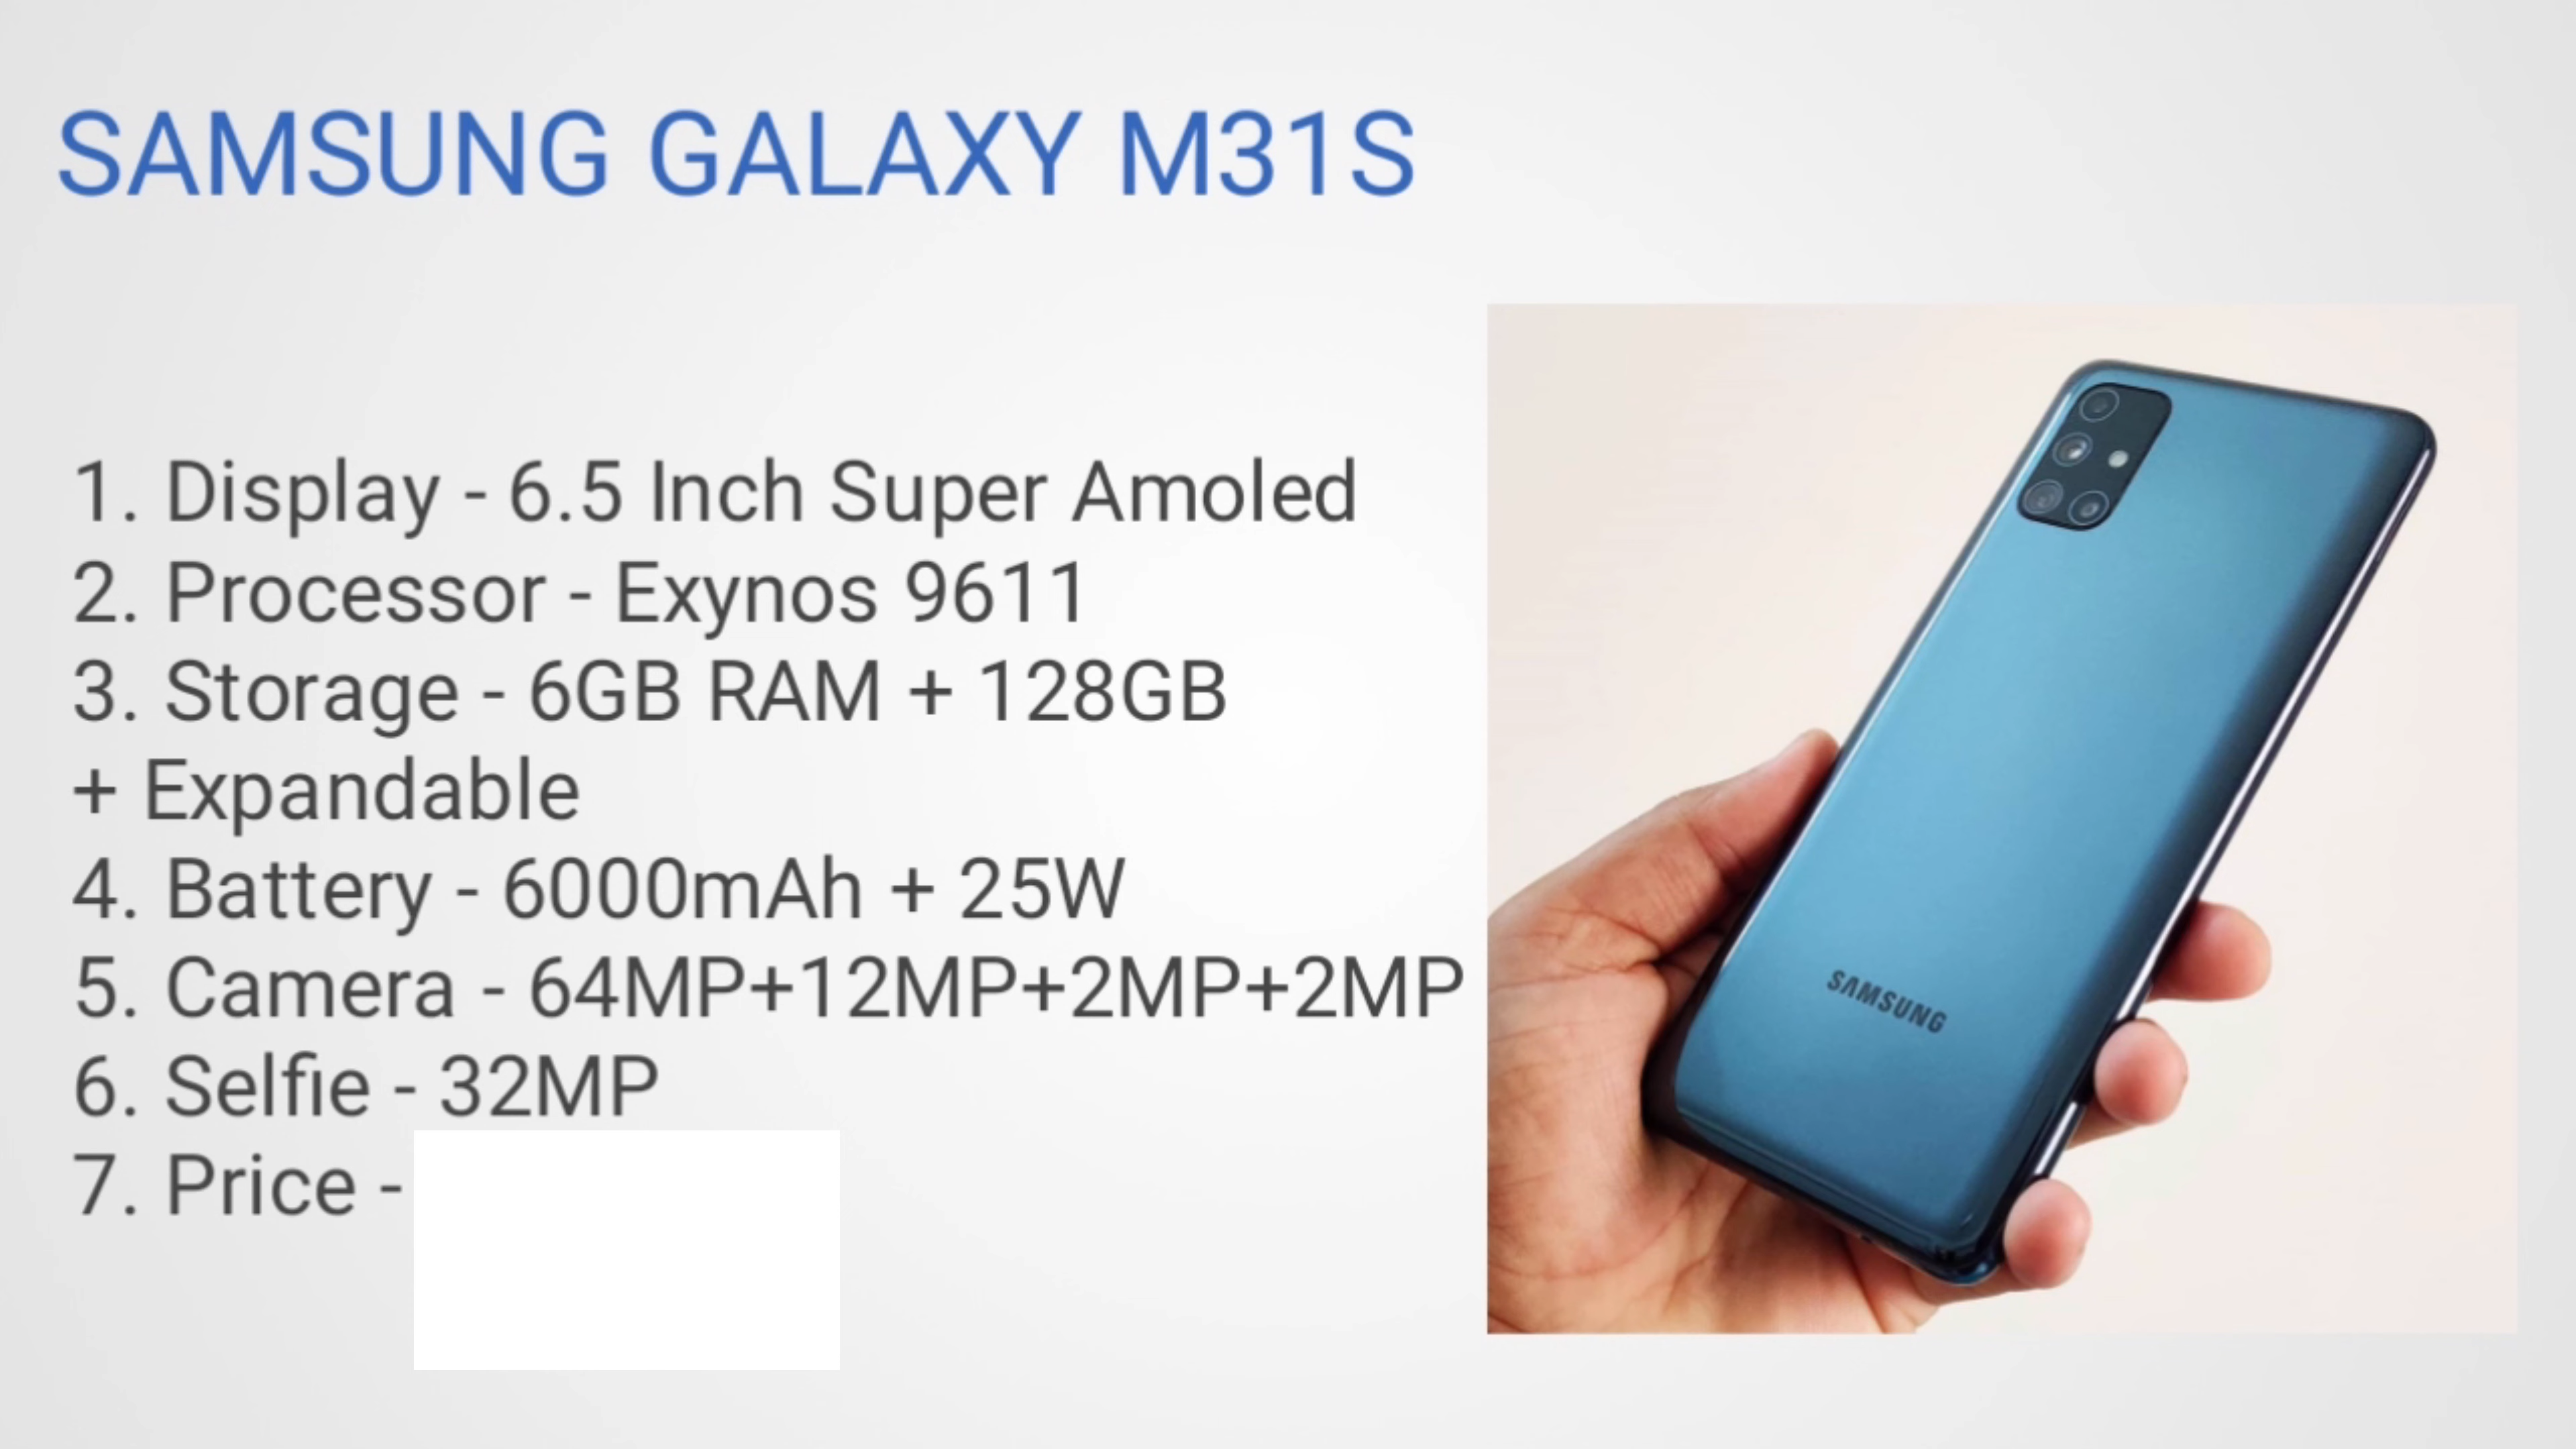 SAMSUNG GALAXY M31S
1. Display - 6.5 Inch Super Amoled
2. Processor - Exynos 9611
3. Storage - 6GB RAM + 128GB
+ Expandable
4. Battery - 6000mAh + 25W
5. Camera - 64MP+12MP+2MP+2MP
6. Selfie - 32MP
7. Price -
SAMSUNG